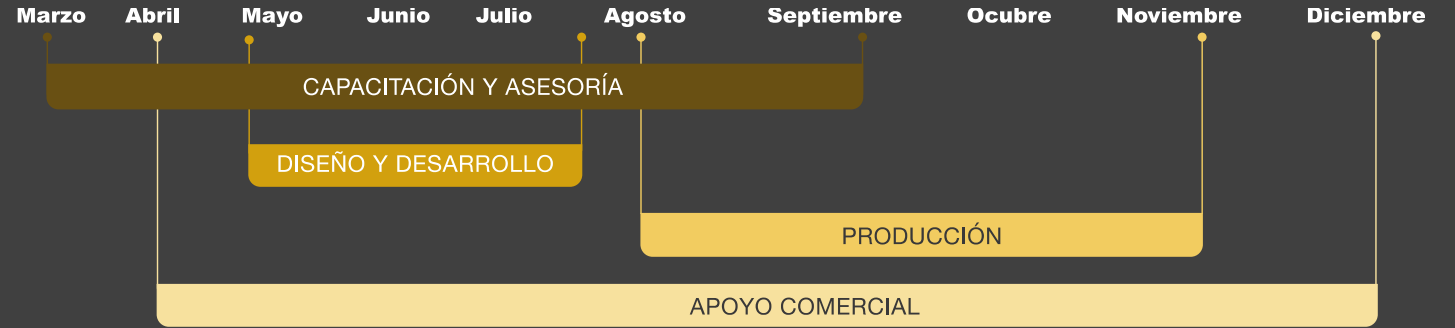 Marzo Abril Mayo Junio Julio Agosto Septiembre Ocubre Noviembre Diciembre
CAPACITACIÓN Y ASESORÍA
DISEÑO Y DESARROLLO
PRODUCCIÓN
APOYO COMERCIAL